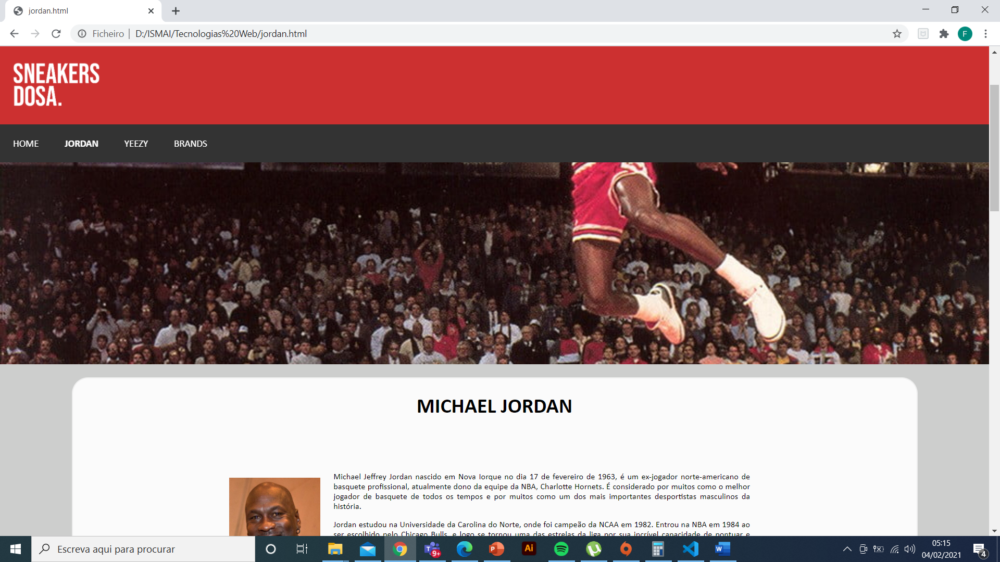 jordan.html
Ficheiro | D:/ISMAI/Tecnologias%20Web/jordan.html
F
SNEAKERS
DOSA.
HOME JORDAN YEEZY BRANDS
MICHAEL JORDAN
Michael Jeffrey Jordan nascido em Nova Iorque no dia 17 de fevereiro de 1963, é um ex-jogador norte-americano de
basquete profissional, atualmente dono da equipe da NBA, Charlotte Hornets. É considerado por muitos como o melhor
jogador de basquete de todos os tempos e por muitos como um dos mais importantes desportistas masculinos da
história.
Jordan estudou na Universidade da Carolina do Norte, onde foi campeão da NCAA em 1982. Entrou na NBA em 1984 ao
ser escolhido pelo Chicago Bulls, e logo se tornou uma das estrelas da liga por sua incrível capacidade de pontuar e
Escreva aqui para procurar
T
9+
P
Ai
W
05:15
04/02/2021
4